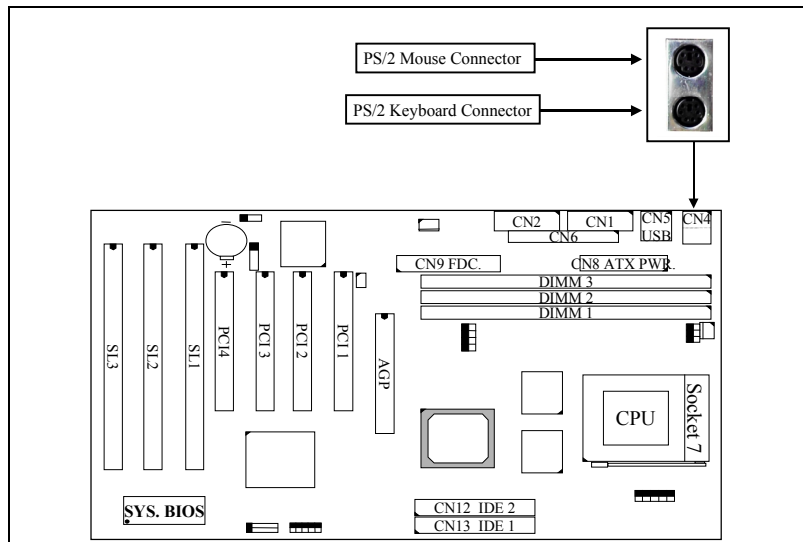 PS/2 Mouse Connector
PS/2 Keyboard Connector
CN2
CN1
CN5
USB
CN4
CN6
CN9 FDC.
CN8 ATX PWR.
DIMM 3
DIMM 2
DIMM 1
SL3
SL2
SL1
PCI4
PCI 3
PCI 2
PCI 1
AGP
CPU
Socket 7
SYS. BIOS
CN12 IDE 2
CN13 IDE 1